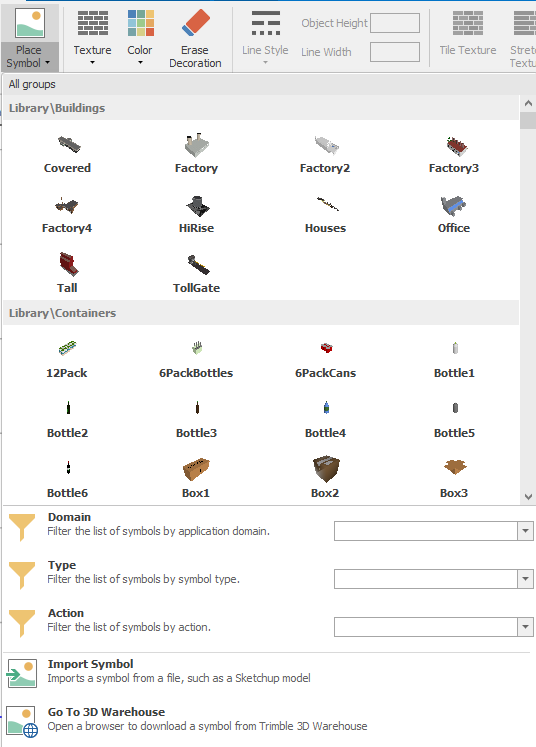 Place Symbol
Texture
Color
Erase Decoration
Line Style
Object Height
Line Width
Tile Texture
Stretc
Textu
All groups
Library\Buildings
Covered Factory Factory2 Factory3
Factory4 HiRise Houses Office
Tall TollGate
Library\Containers
12Pack 6PackBottles 6PackCans Bottle1
Bottle2 Bottle3 Bottle4 Bottle5
Bottle6 Box1 Box2 Box3
Domain
Filter the list of symbols by application domain.
Type
Filter the list of symbols by symbol type.
Action
Filter the list of symbols by action.
Import Symbol
Imports a symbol from a file, such as a Sketchup model
Go To 3D Warehouse
Open a browser to download a symbol from Trimble 3D Warehouse